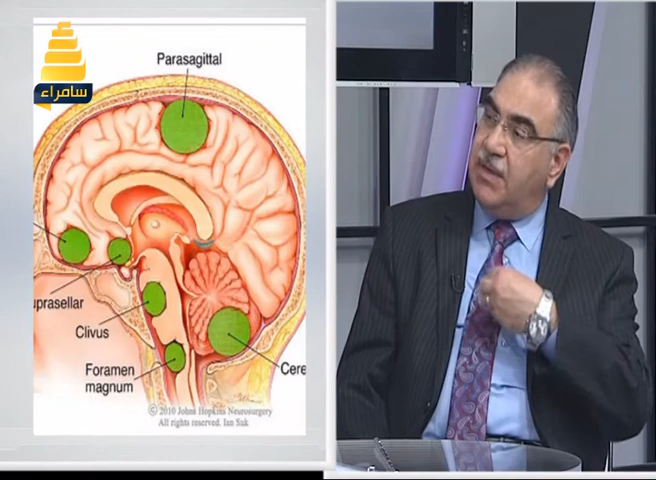 سامراء
Parasagittal
uprasellar
Clivus
Foramen
magnum
Cere
© 2010 Johns Hopkins Neurosurgery
All rights reserved. Ian Suk